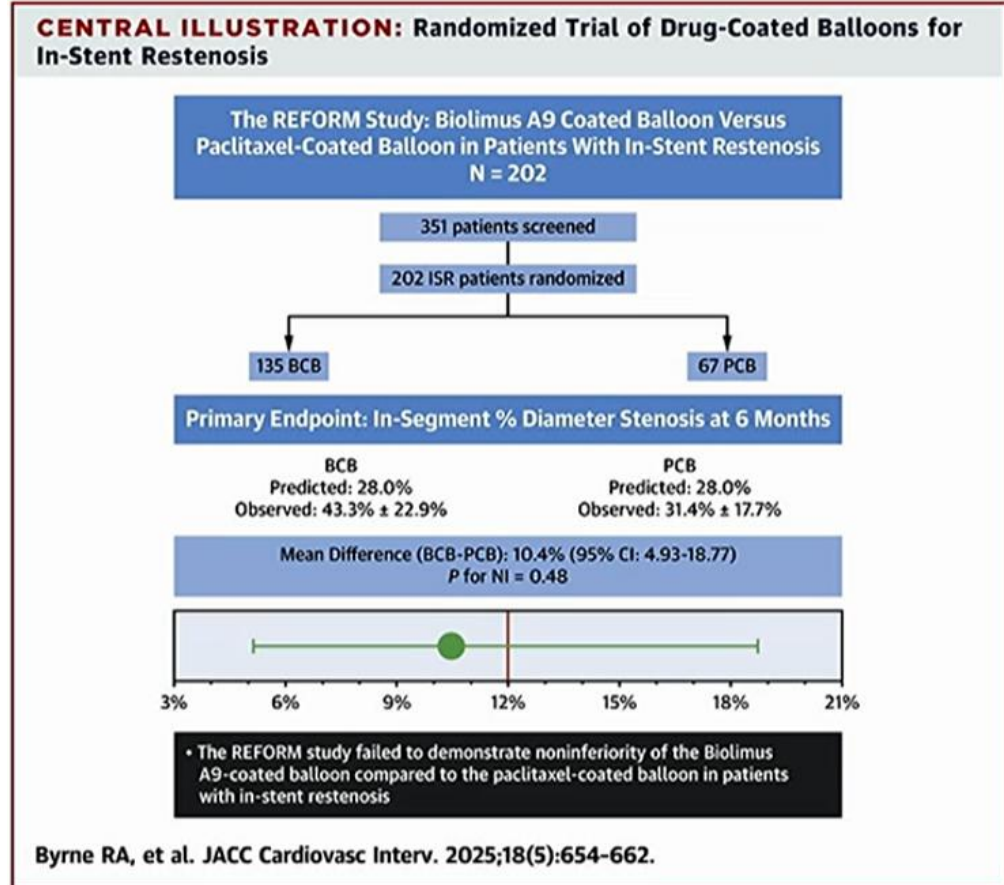 CENTRAL ILLUSTRATION: Randomized Trial of Drug-Coated Balloons for
In-Stent Restenosis
The REFORM Study: Biolimus A9 Coated Balloon Versus
Paclitaxel-Coated Balloon in Patients With In-Stent Restenosis
N = 202
351 patients screened
202 ISR patients randomized
135 BCB
67 PCB
Primary Endpoint: In-Segment % Diameter Stenosis at 6 Months
BCB
Predicted: 28.0%
Observed: 43.3% ± 22.9%
PCB
Predicted: 28.0%
Observed: 31.4% ± 17.7%
Mean Difference (BCB-PCB): 10.4% (95% CI: 4.93-18.77)
P for NI = 0.48
3% 6% 9% 12% 15% 18% 21%
• The REFORM study failed to demonstrate noninferiority of the Biolimus
A9-coated balloon compared to the paclitaxel-coated balloon in patients
with in-stent restenosis
Byrne RA, et al. JACC Cardiovasc Interv. 2025;18(5):654-662.